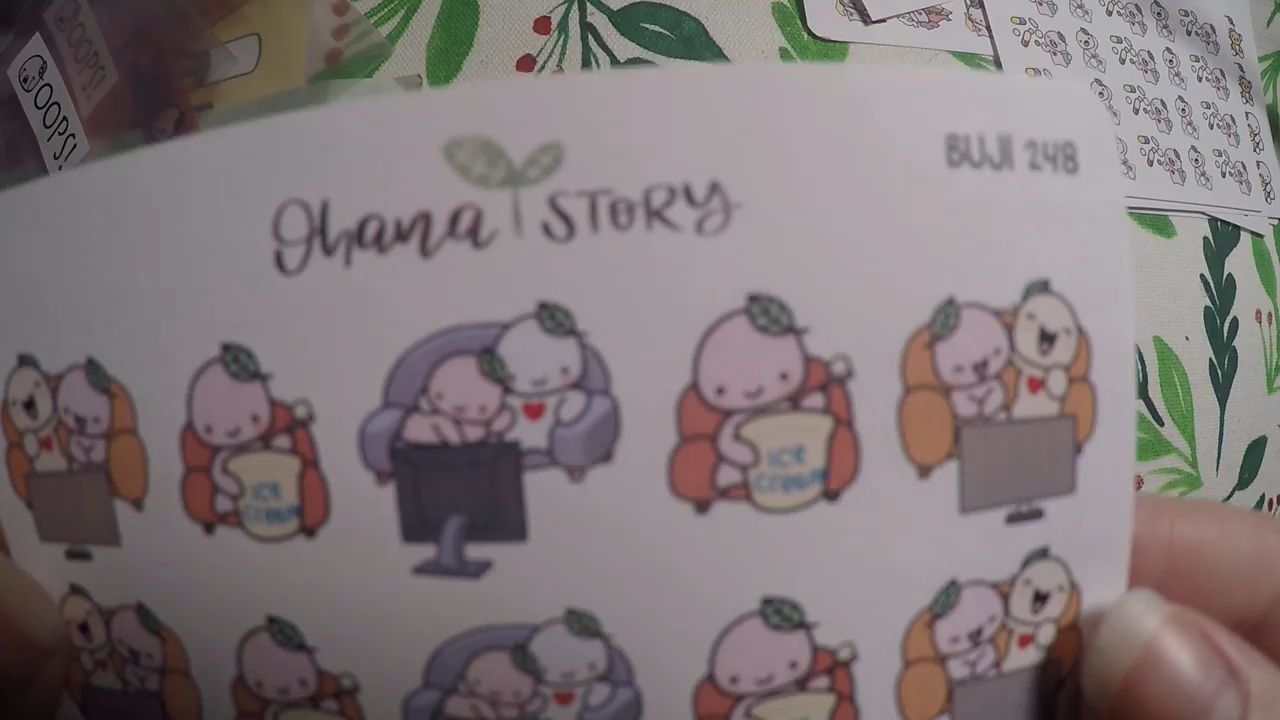 OOPS!
OOPS!
Ohana STORY
BUJI 248
ICE
Cream
ICE
Cream